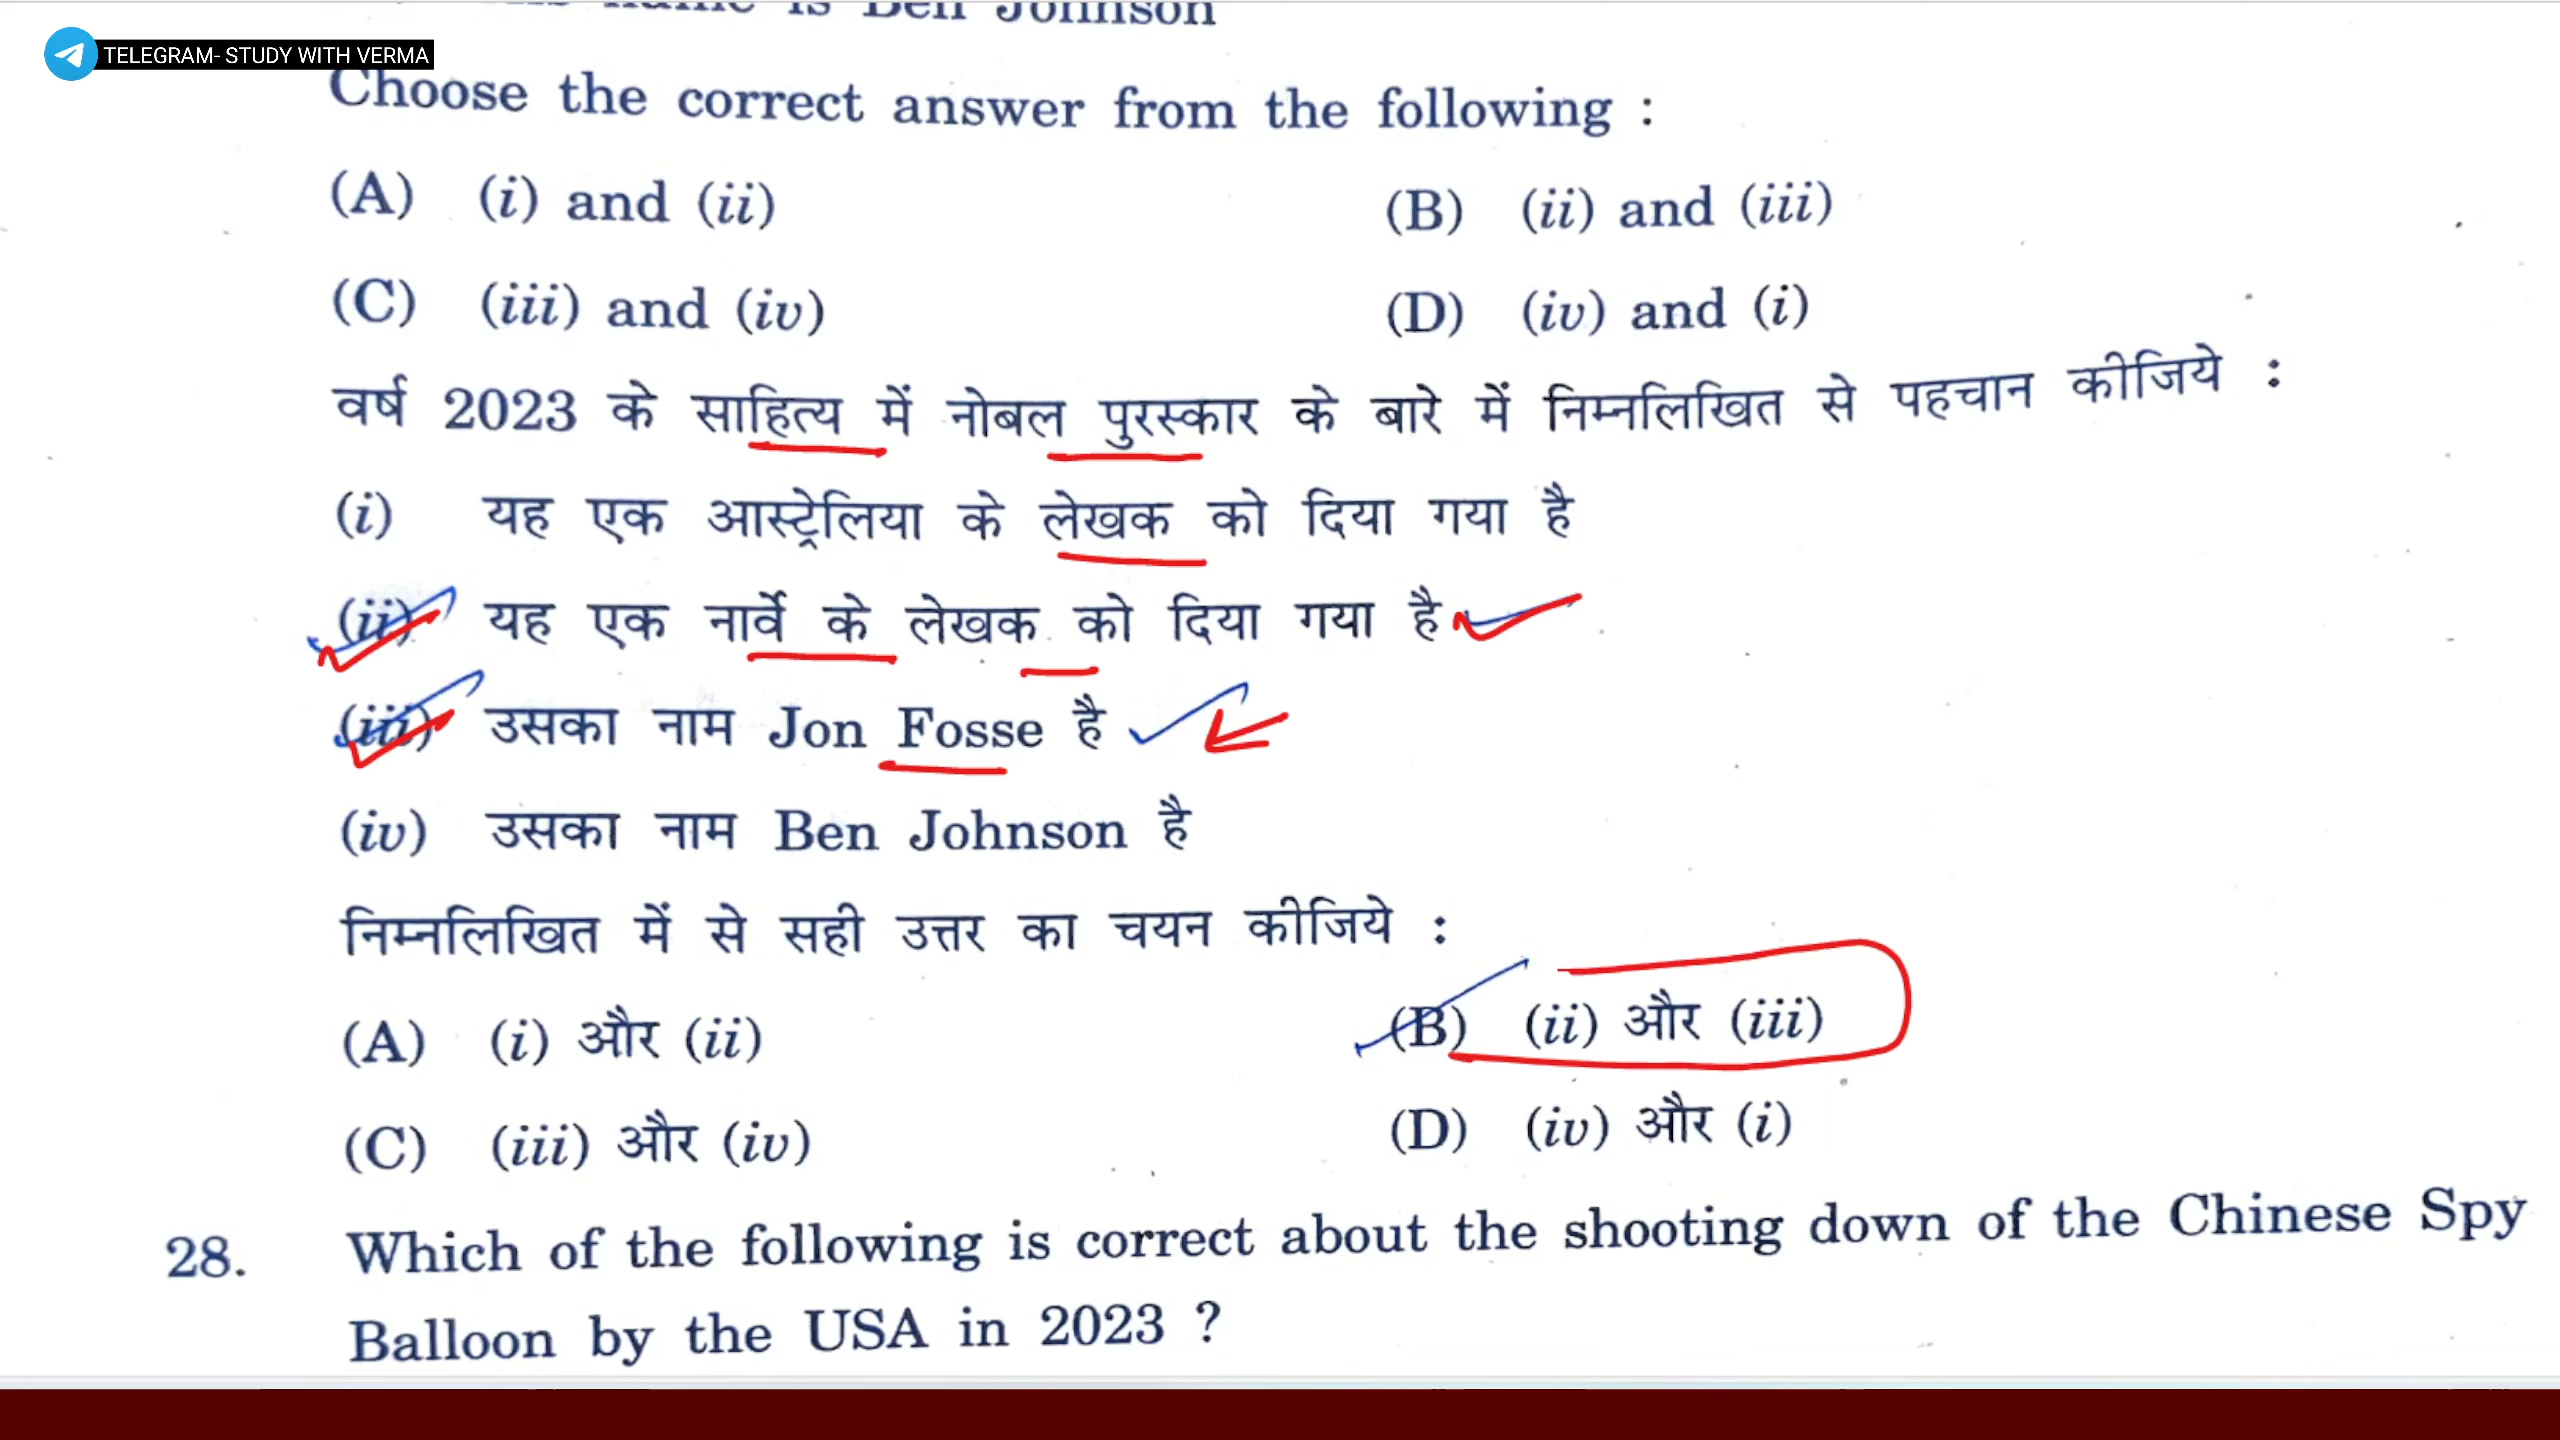 name is Ben Johnson
TELEGRAM- STUDY WITH VERMA
Choose the correct answer from the following :
(A) (i) and (ii) (B) (ii) and (iii)
(C) (iii) and (iv) (D) (iv) and (i)
वर्ष 2023 के साहित्य में नोबल पुरस्कार के बारे में निम्नलिखित से पहचान कीजिये :
(i) यह एक आस्ट्रेलिया के लेखक को दिया गया है
(ii) यह एक नार्वे के लेखक को दिया गया है
(iii) उसका नाम Jon Fosse है
(iv) उसका नाम Ben Johnson है
निम्नलिखित में से सही उत्तर का चयन कीजिये :
(A) (i) और (ii) (B) (ii) और (iii)
(C) (iii) और (iv) (D) (iv) और (i)
28. Which of the following is correct about the shooting down of the Chinese Spy
Balloon by the USA in 2023 ?